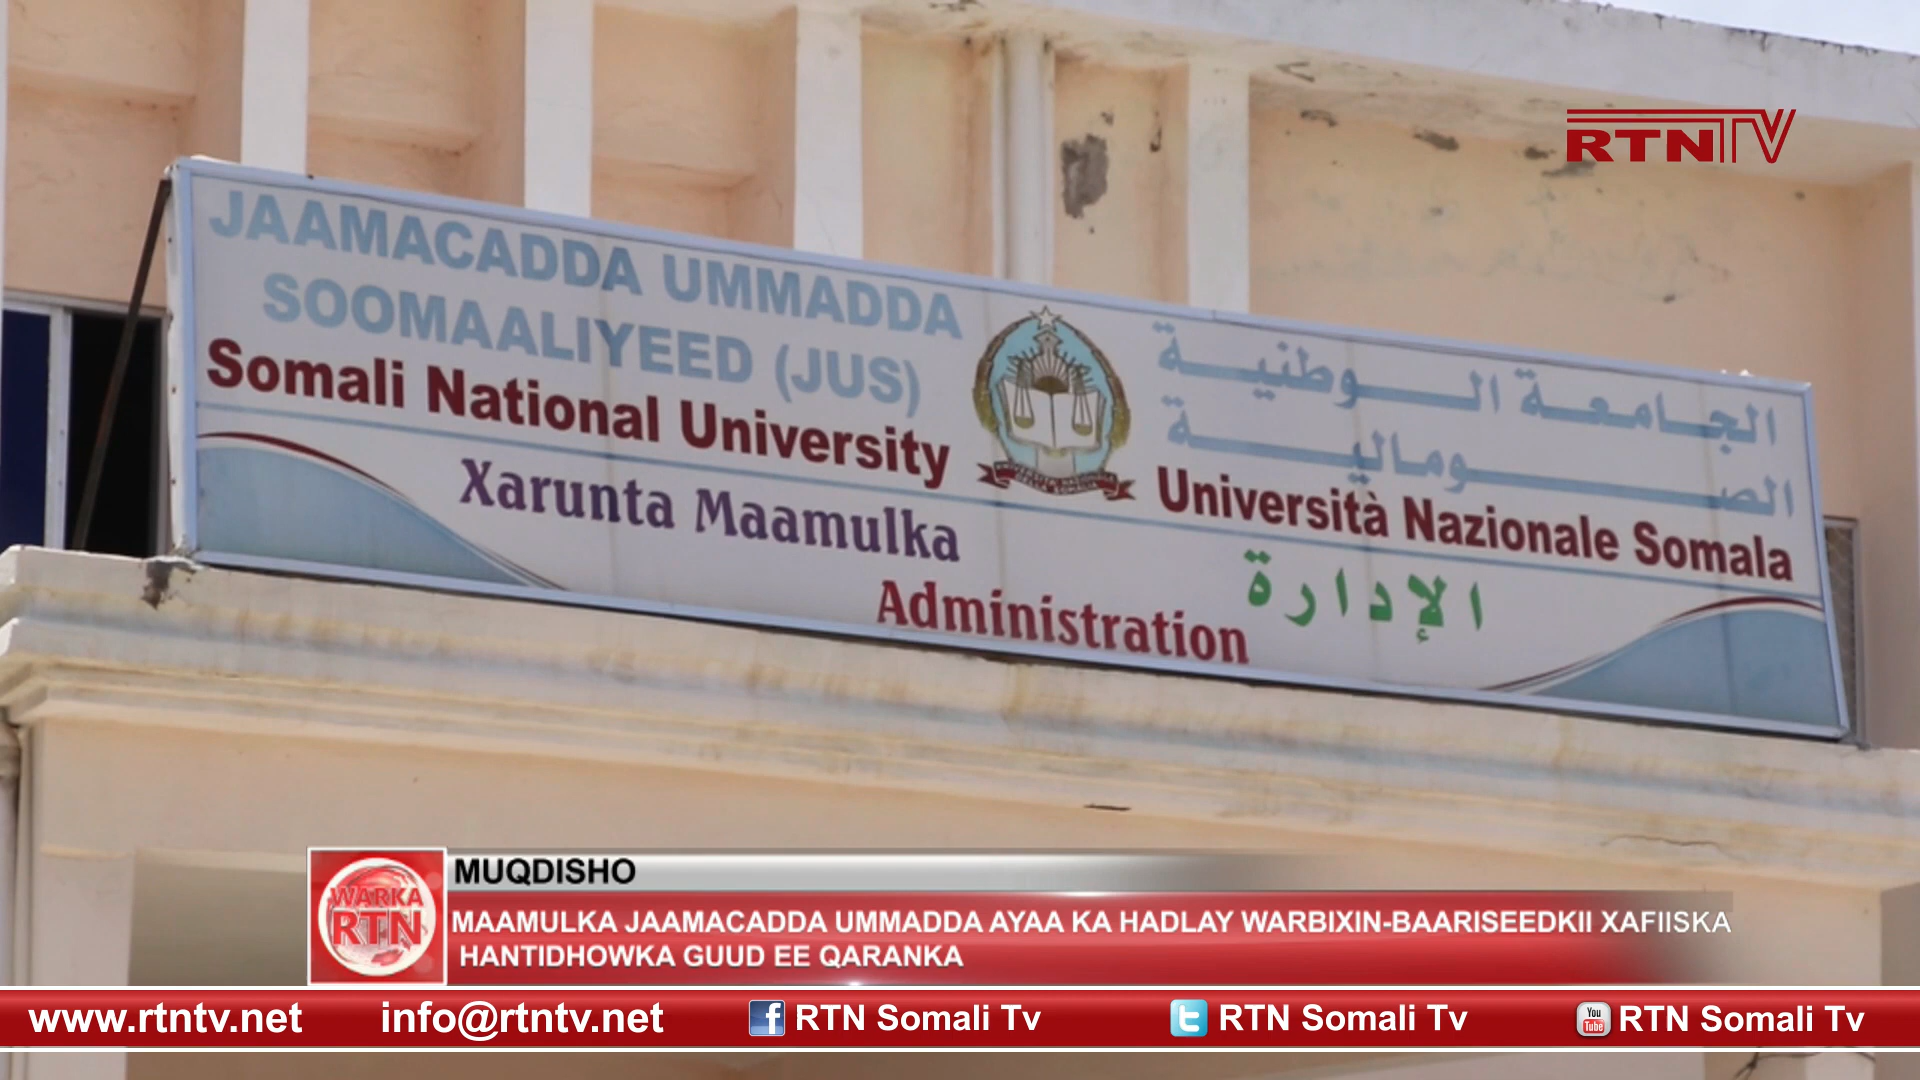 RTNTV
JAAMACADDA UMMADDA
SOOMAALIYEED (JUS)
Somali National University
Xarunta Maamulka
Administration
الجامعة الوطنية
الصومالية
Università Nazionale Somala
الإدارة
WARKA
RTN
MUQDISHO
MAAMULKA JAAMACADDA UMMADDA AYAA KA HADLAY WARBIXIN-BAARISEEDKII XAFIISKA
HANTIDHOWKA GUUD EE QARANKA
www.rtntv.net info@rtntv.net RTN Somali Tv RTN Somali Tv You Tube RTN Somali Tv